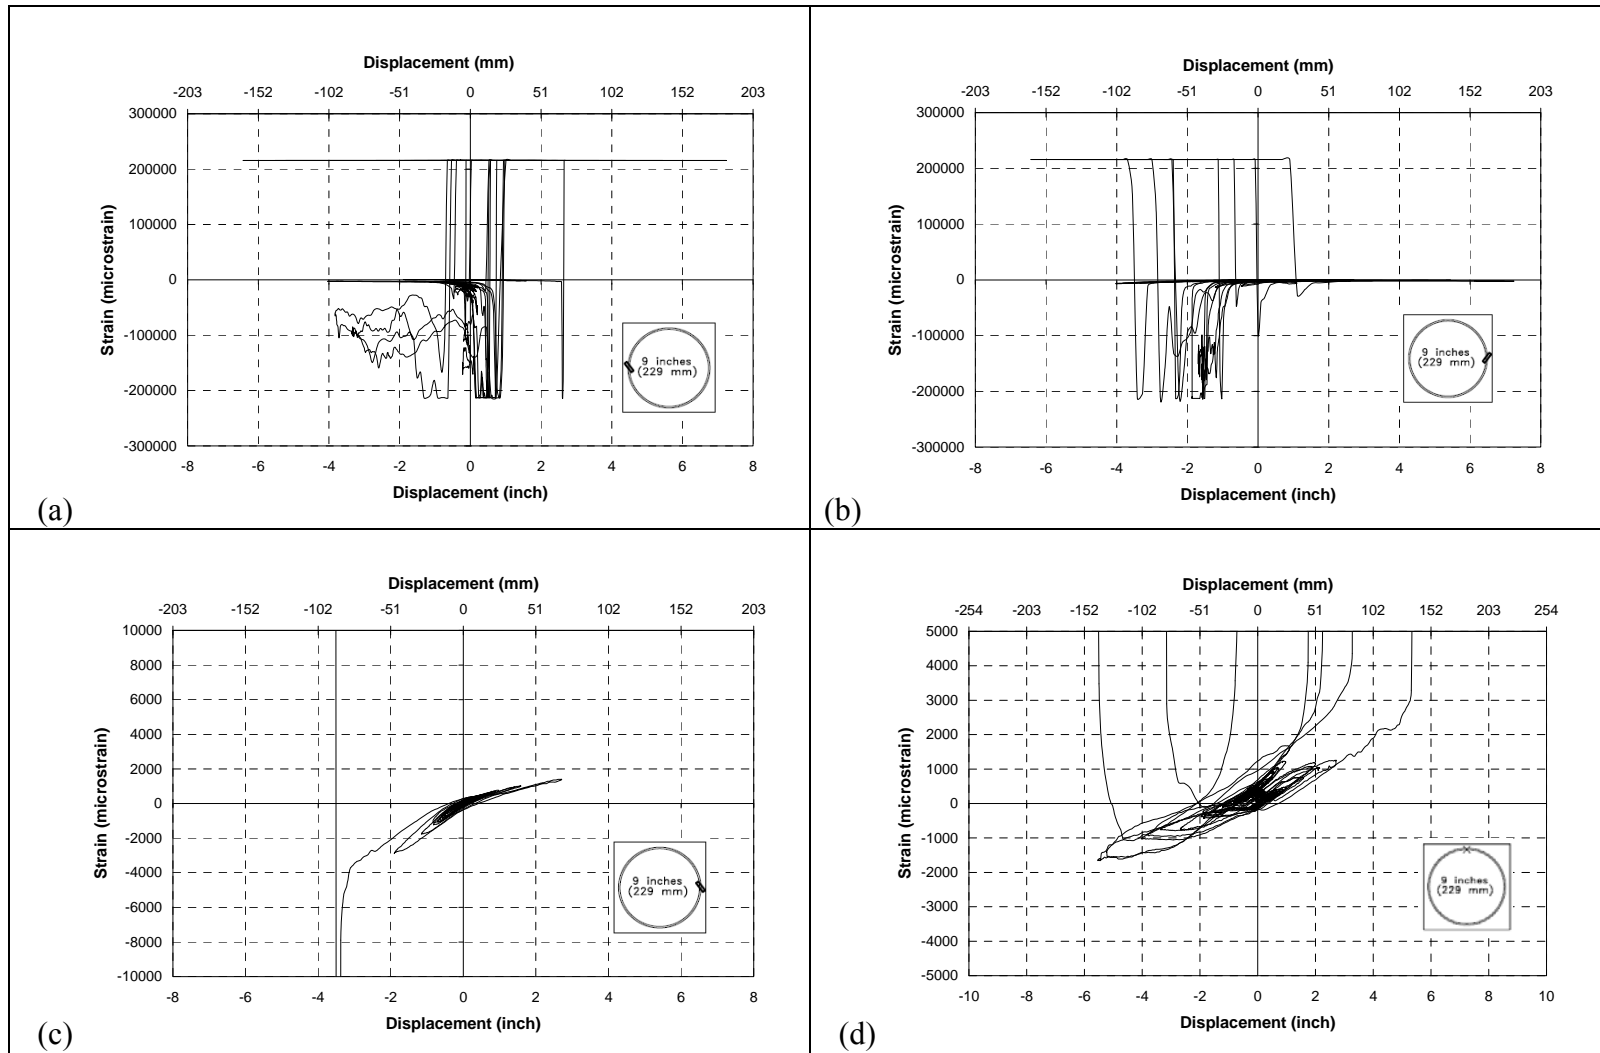 Displacement (mm)
-203 -152 -102 -51 0 51 102 152 203
300000
200000
100000
0
-100000
-200000
-300000
Strain (microstrain)
9 inches
(229 mm)
-8 -6 -4 -2 0 2 4 6 8
Displacement (inch)
(a)
Displacement (mm)
-203 -152 -102 -51 0 51 102 152 203
300000
200000
100000
0
-100000
-200000
-300000
Strain (microstrain)
9 inches
(229 mm)
-8 -6 -4 -2 0 2 4 6 8
Displacement (inch)
(b)
Displacement (mm)
-203 -152 -102 -51 0 51 102 152 203
10000
8000
6000
4000
2000
0
-2000
-4000
-6000
-8000
-10000
Strain (microstrain)
9 inches
(229 mm)
-8 -6 -4 -2 0 2 4 6 8
Displacement (inch)
(c)
Displacement (mm)
-254 -203 -152 -102 -51 0 51 102 152 203 254
5000
4000
3000
2000
1000
0
-1000
-2000
-3000
-4000
-5000
Strain (microstrain)
9 inches
(229 mm)
-10 -8 -6 -4 -2 0 2 4 6 8 10
Displacement (inch)
(d)